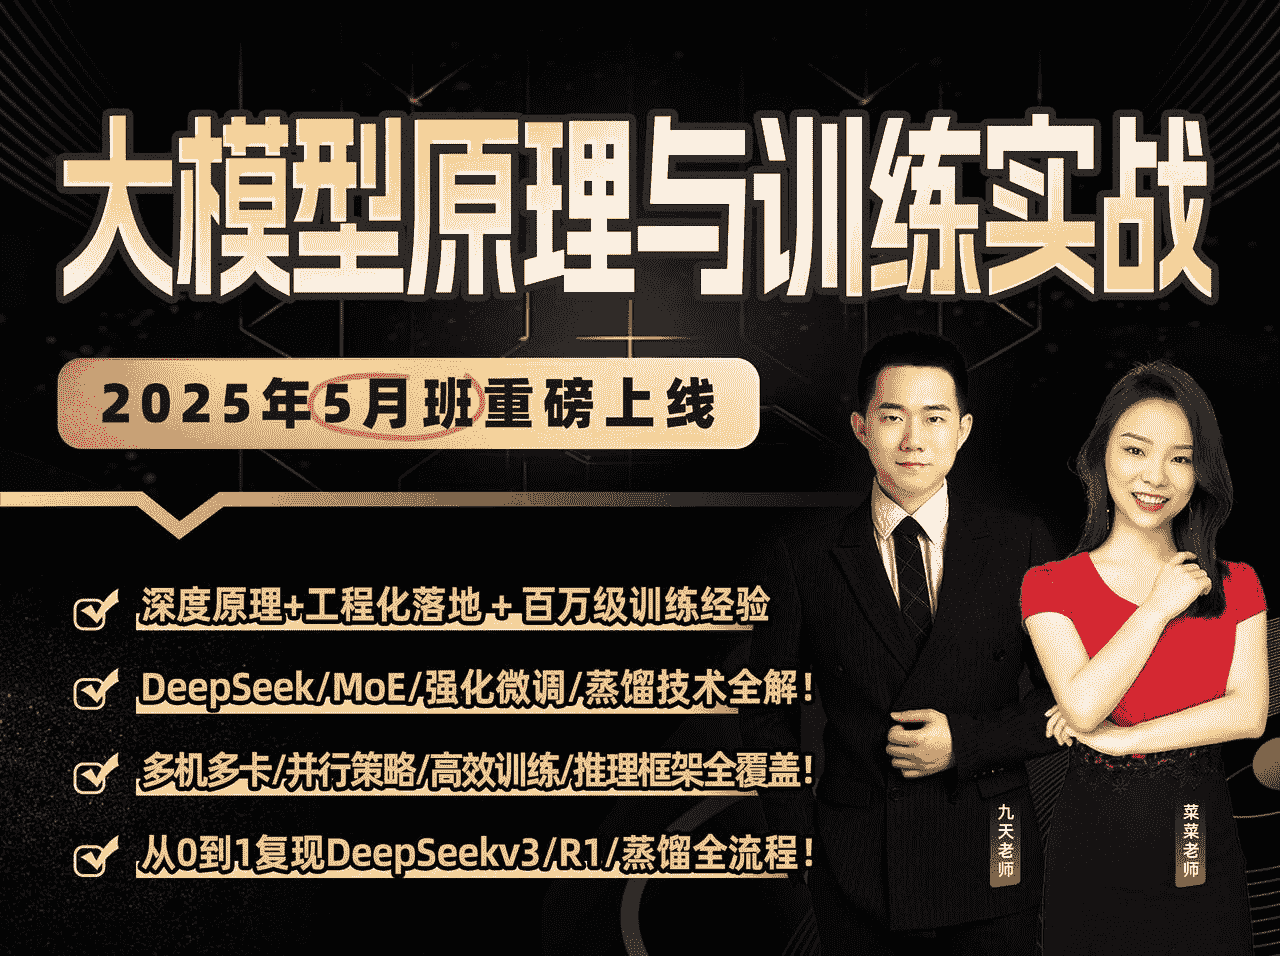 大模型原理与训练实战
2025年5月班重磅上线
深度原理+工程化落地+百万级训练经验
DeepSeek/MoE/强化微调/蒸馏技术全解！
多机多卡/并行策略/高效训练/推理框架全覆盖！
从0到1复现DeepSeekv3/R1/蒸馏全流程！
九天老师
菜菜老师